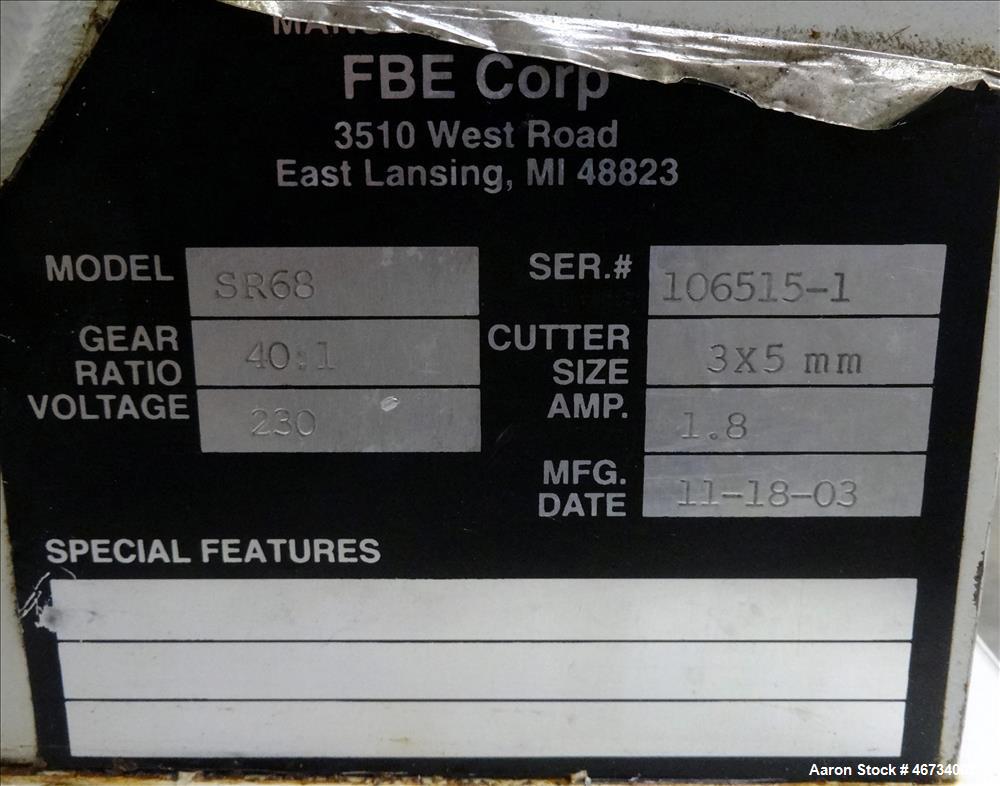 FBE Corp
3510 West Road
East Lansing, MI 48823
MODEL SR68
SER.# 106515-1
GEAR RATIO 40:1
CUTTER SIZE 3X5 mm
VOLTAGE 230
AMP. 1.8
MFG. DATE 11-18-03
SPECIAL FEATURES
Aaron Stock #